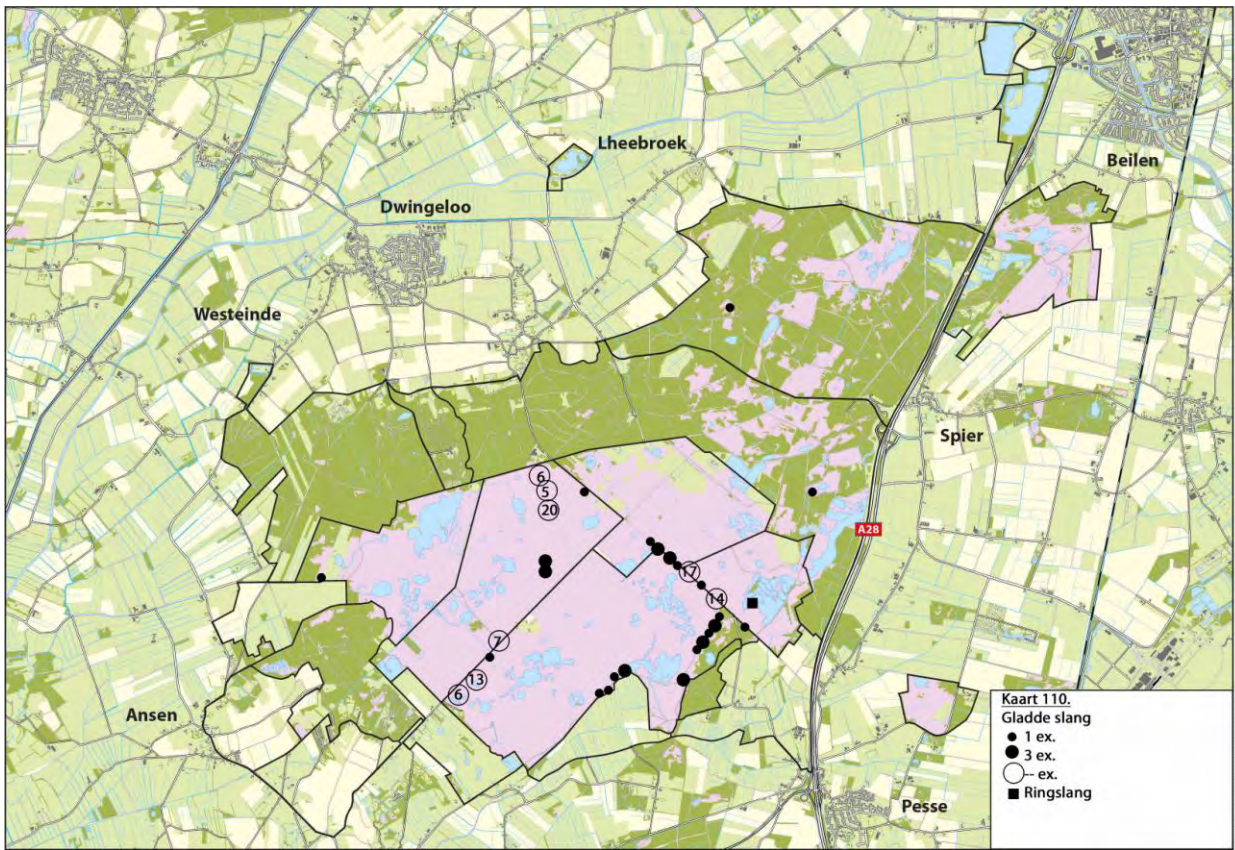 Lheebroek
Beilen
Dwingeloo
Westeinde
Spier
6
5
20
A28
17
14
7
13
6
Ansen
Pesse
Kaart 110.
Gladde slang
1 ex.
3 ex.
-- ex.
Ringslang